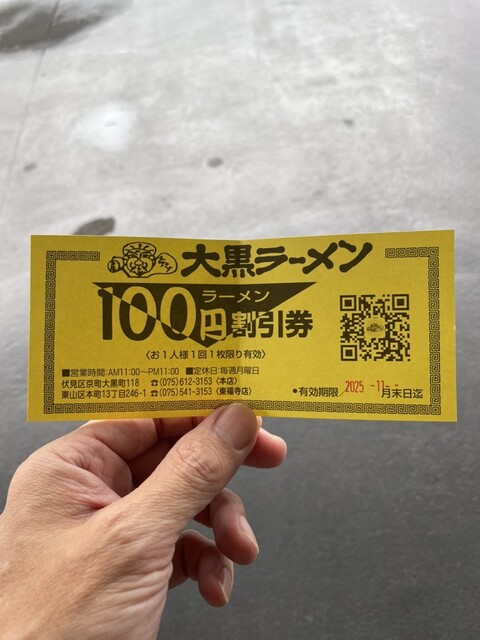 大黒ラーメン
ラーメン
100円割引券
〈お1人様1回1枚限り有効〉
■営業時間:AM11:00〜PM11:00 ■定休日:毎週月曜日
伏見区京町大黒町118 ☎(075)612-3153〈本店〉
東山区本町13丁目246-1 ☎(075)541-3153〈東福寺店〉
●有効期限 2025 -11.- 月末日迄